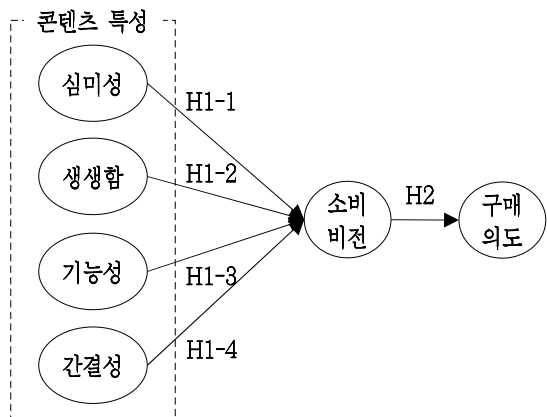 콘텐츠 특성
심미성
H1-1
생생함
H1-2
기능성
H1-3
간결성
H1-4
소비
비전
H2
구매
의도